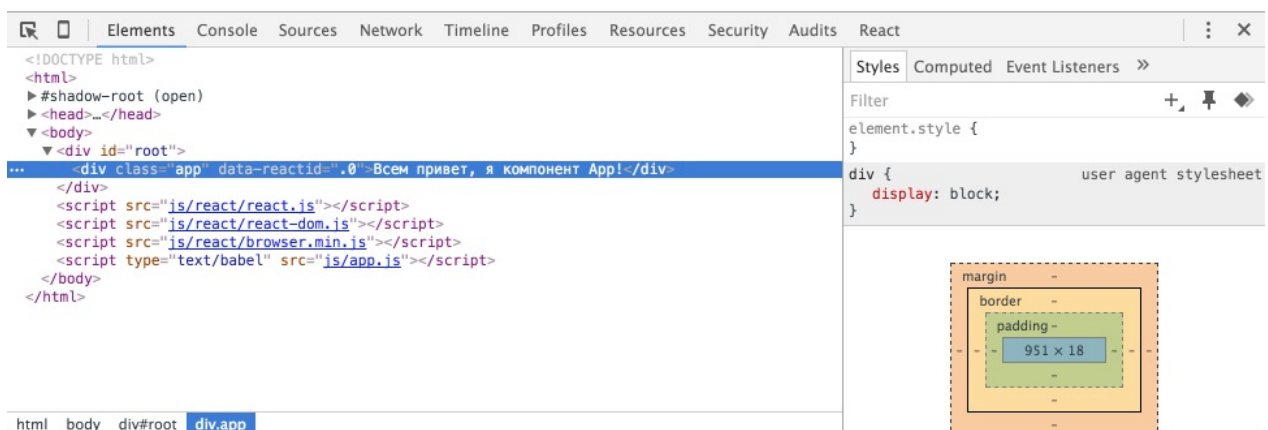 Elements Console Sources Network Timeline Profiles Resources Security Audits React
<!DOCTYPE html>
<html>
#shadow-root (open)
<head>…</head>
<body>
<div id="root">
… <div class="app" data-reactid=".0">Всем привет, я компонент App!</div>
</div>
<script src="js/react/react.js"></script>
<script src="js/react/react-dom.js"></script>
<script src="js/react/browser.min.js"></script>
<script type="text/babel" src="js/app.js"></script>
</body>
</html>
html body div#root div.app
Styles Computed Event Listeners »
Filter
element.style {
}
div { user agent stylesheet
display: block;
}
margin -
border -
padding -
- - - 951 × 18 - - -
-
-
-